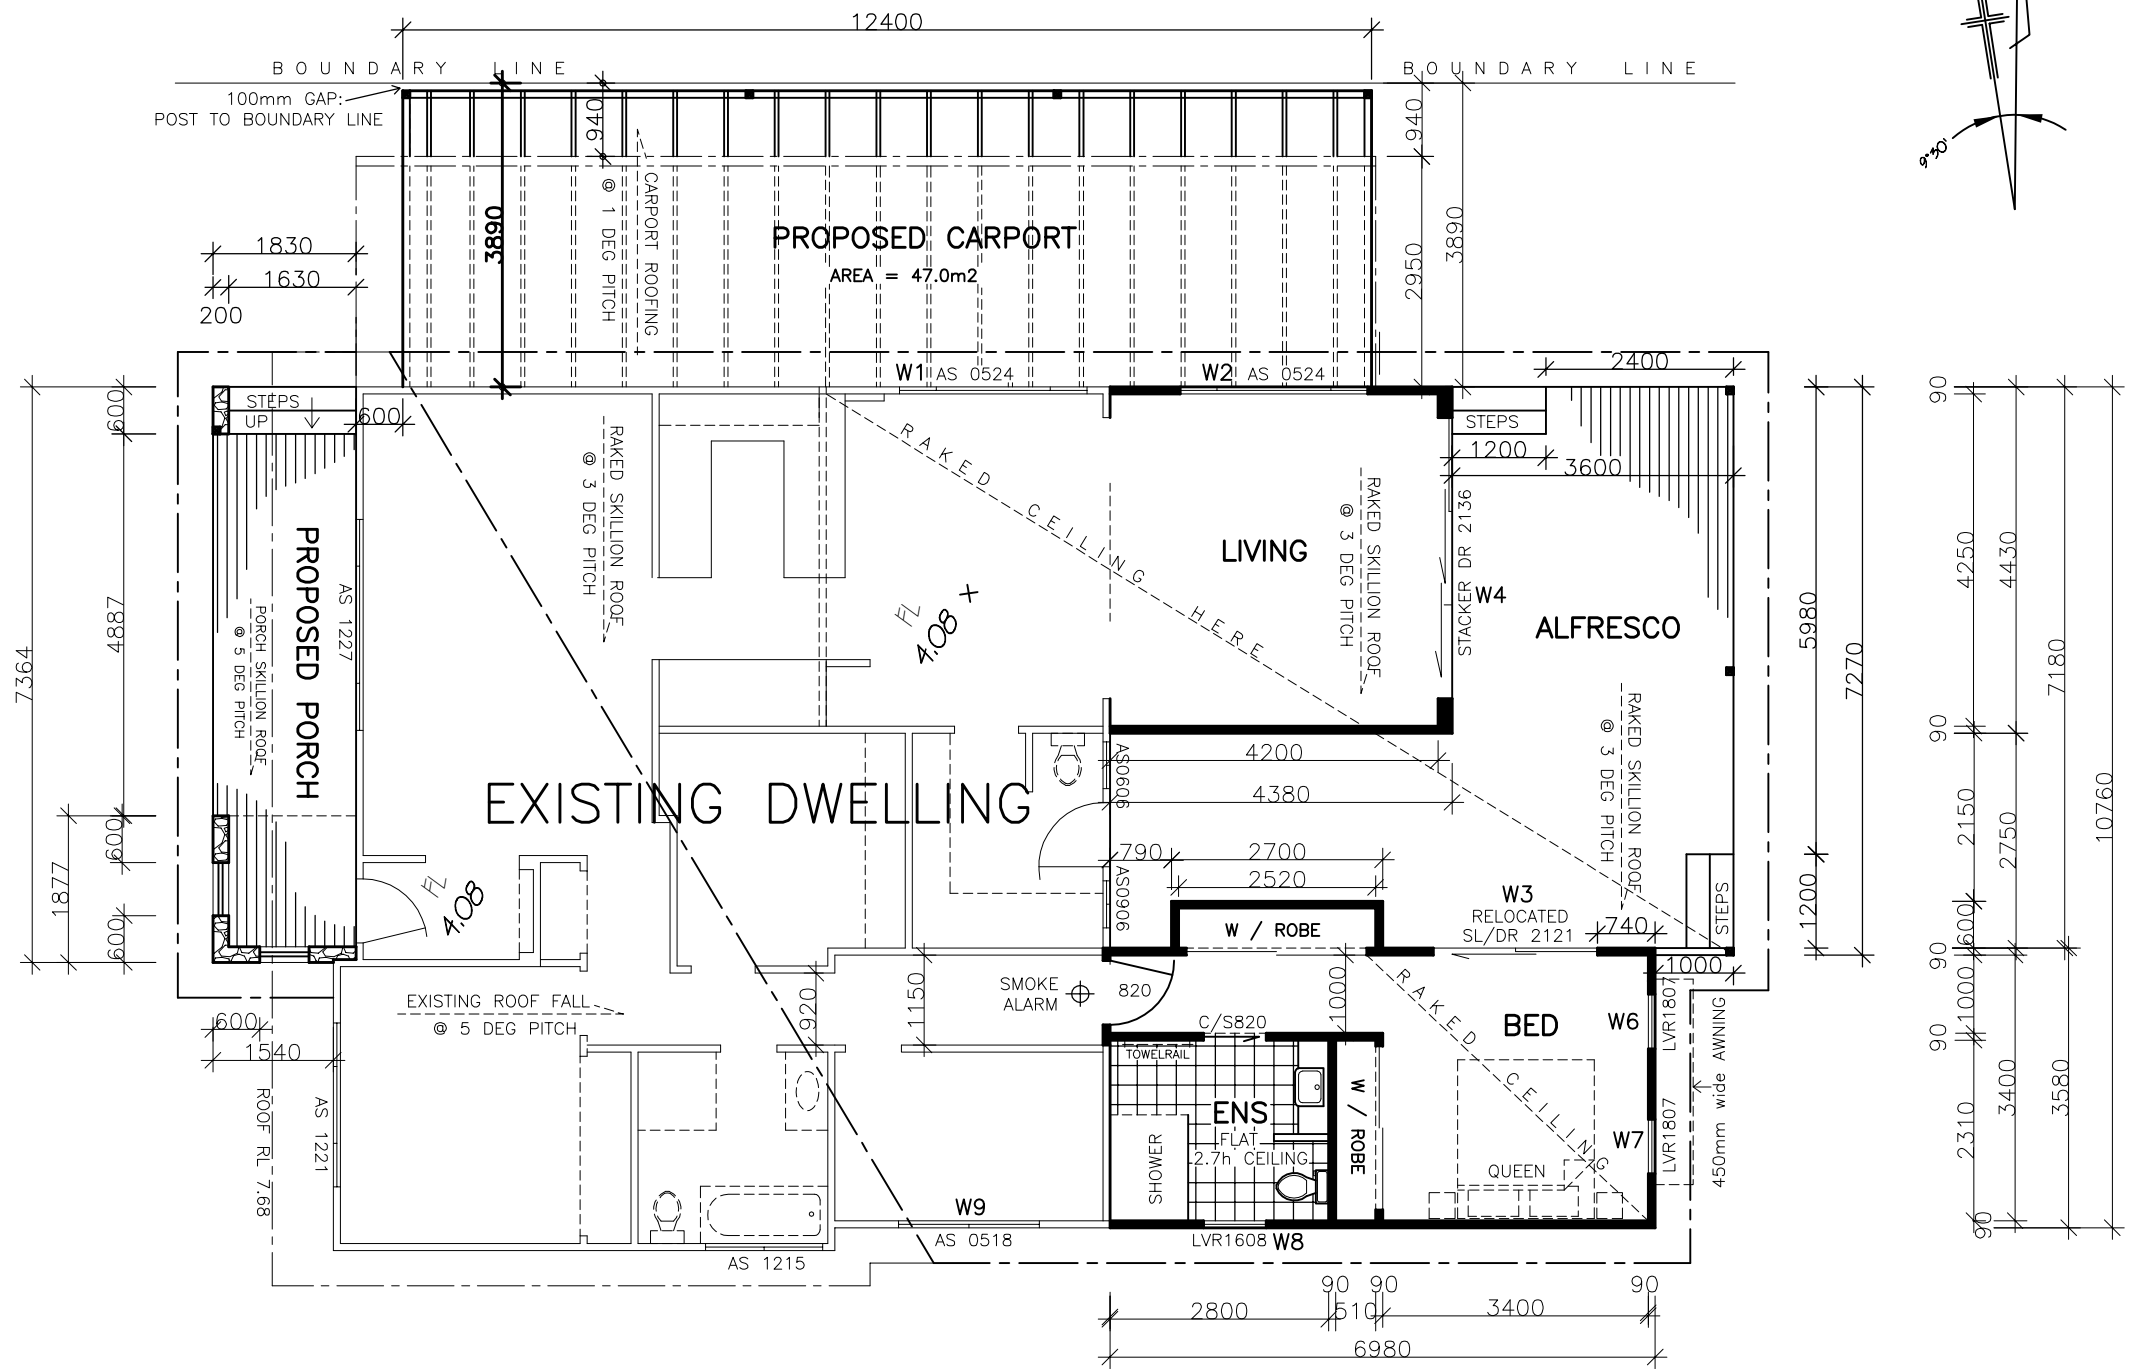 12400
BOUNDARY LINE
BOUNDARY LINE
100mm GAP:
POST TO BOUNDARY LINE
940
940
9°30'
CARPORT ROOFING
@ 1 DEG PITCH
3890
3890
2950
PROPOSED CARPORT
AREA = 47.0m2
1830
1630
200
2400
W1 AS 0524
W2 AS 0524
STEPS
UP
600
600
STEPS
1200
3600
90
RAKED SKILLION ROOF
@ 3 DEG PITCH
RAKED CEILING HERE
RAKED SKILLION ROOF
@ 3 DEG PITCH
STACKER DR 2136
W4
LIVING
ALFRESCO
PROPOSED PORCH
PORCH SKILLION ROOF
@ 5 DEG PITCH
AS 1227
FL
4.08
4887
7364
4250
4430
5980
7270
7180
10760
RAKED SKILLION ROOF
@ 3 DEG PITCH
90
4200
4380
AS0606
EXISTING DWELLING
600
1877
600
FL
4.08
790
2700
2520
AS0906
2150
2750
W / ROBE
W3
RELOCATED
SL/DR 2121
740
STEPS
1200
600
90
1000
SMOKE
ALARM
820
1000
1150
920
EXISTING ROOF FALL
@ 5 DEG PITCH
600
1540
C/S820
RAKED CEILING
BED
W6
LVR1807
1000
90
TOWELRAIL
ENS
FLAT
2.7h CEILING
SHOWER
W / ROBE
QUEEN
W7
LVR1807
450mm wide AWNING
2310
3400
3580
ROOF RL 7.68
AS 1221
W9
AS 0518
AS 1215
LVR1608 W8
90
90 90 90
2800
510
3400
6980